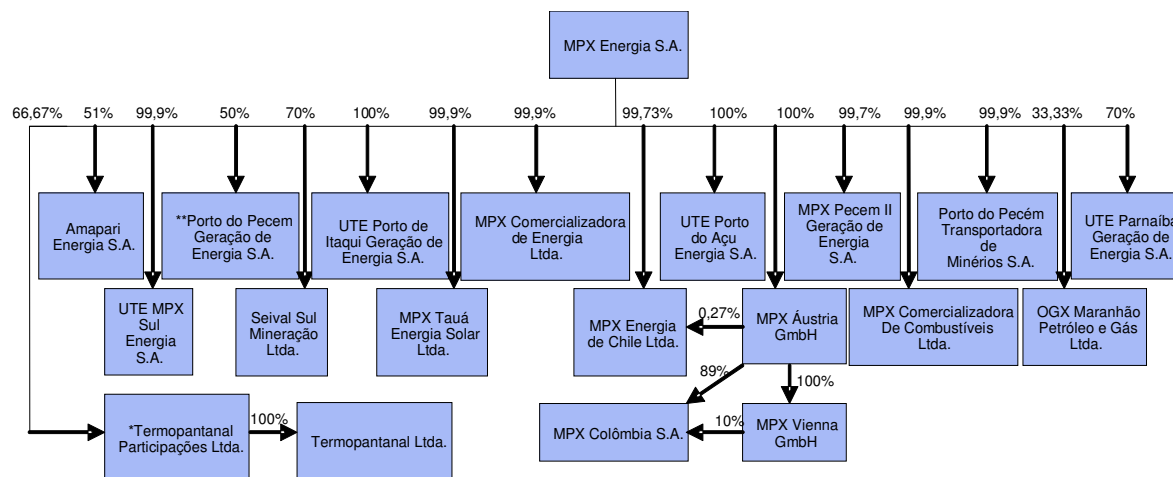 MPX Energia S.A.
66,67%
51%
99,9%
50%
70%
100%
99,9%
99,9%
99,73%
100%
100%
99,7%
99,9%
99,9%
33,33%
70%
Amapari
Energia S.A.
**Porto do Pecem
Geração de
Energia S.A.
UTE Porto de
Itaqui Geração de
Energia S.A.
MPX Comercializadora
de Energia
Ltda.
UTE Porto
do Açu
Energia S.A.
MPX Pecem II
Geração de
Energia
S.A.
Porto do Pecém
Transportadora
de
Minérios S.A.
UTE Parnaíba
Geração de
Energia S.A.
UTE MPX
Sul
Energia
S.A.
Seival Sul
Mineração
Ltda.
MPX Tauá
Energia Solar
Ltda.
MPX Energia
de Chile Ltda.
0,27%
MPX Áustria
GmbH
MPX Comercializadora
De Combustíveis
Ltda.
OGX Maranhão
Petróleo e Gás
Ltda.
89%
100%
*Termopantanal
Participações Ltda.
100%
Termopantanal Ltda.
MPX Colômbia S.A.
10%
MPX Vienna
GmbH